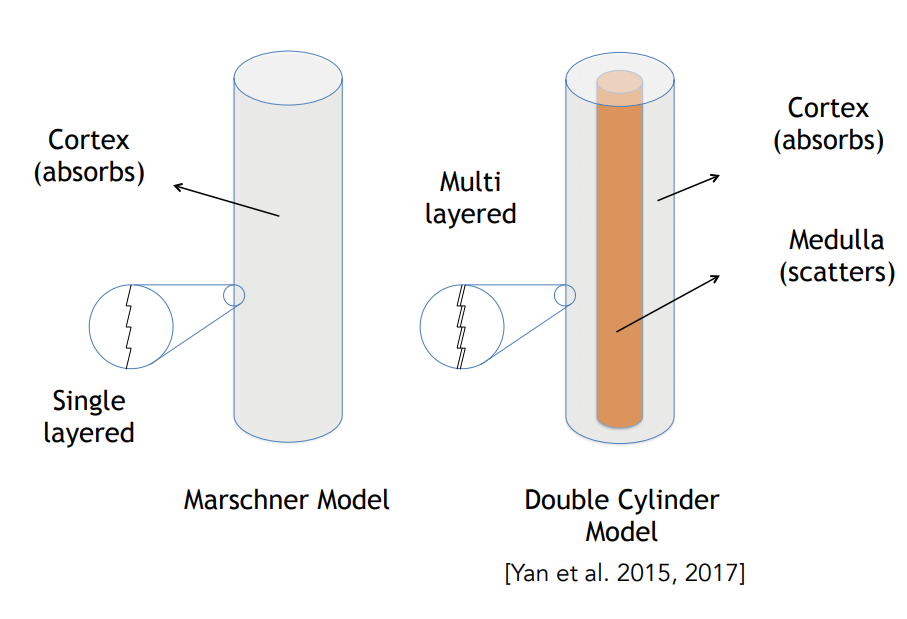 Cortex
(absorbs)
Single
layered
Marschner Model
Multi
layered
Cortex
(absorbs)
Medulla
(scatters)
Double Cylinder
Model
[Yan et al. 2015, 2017]